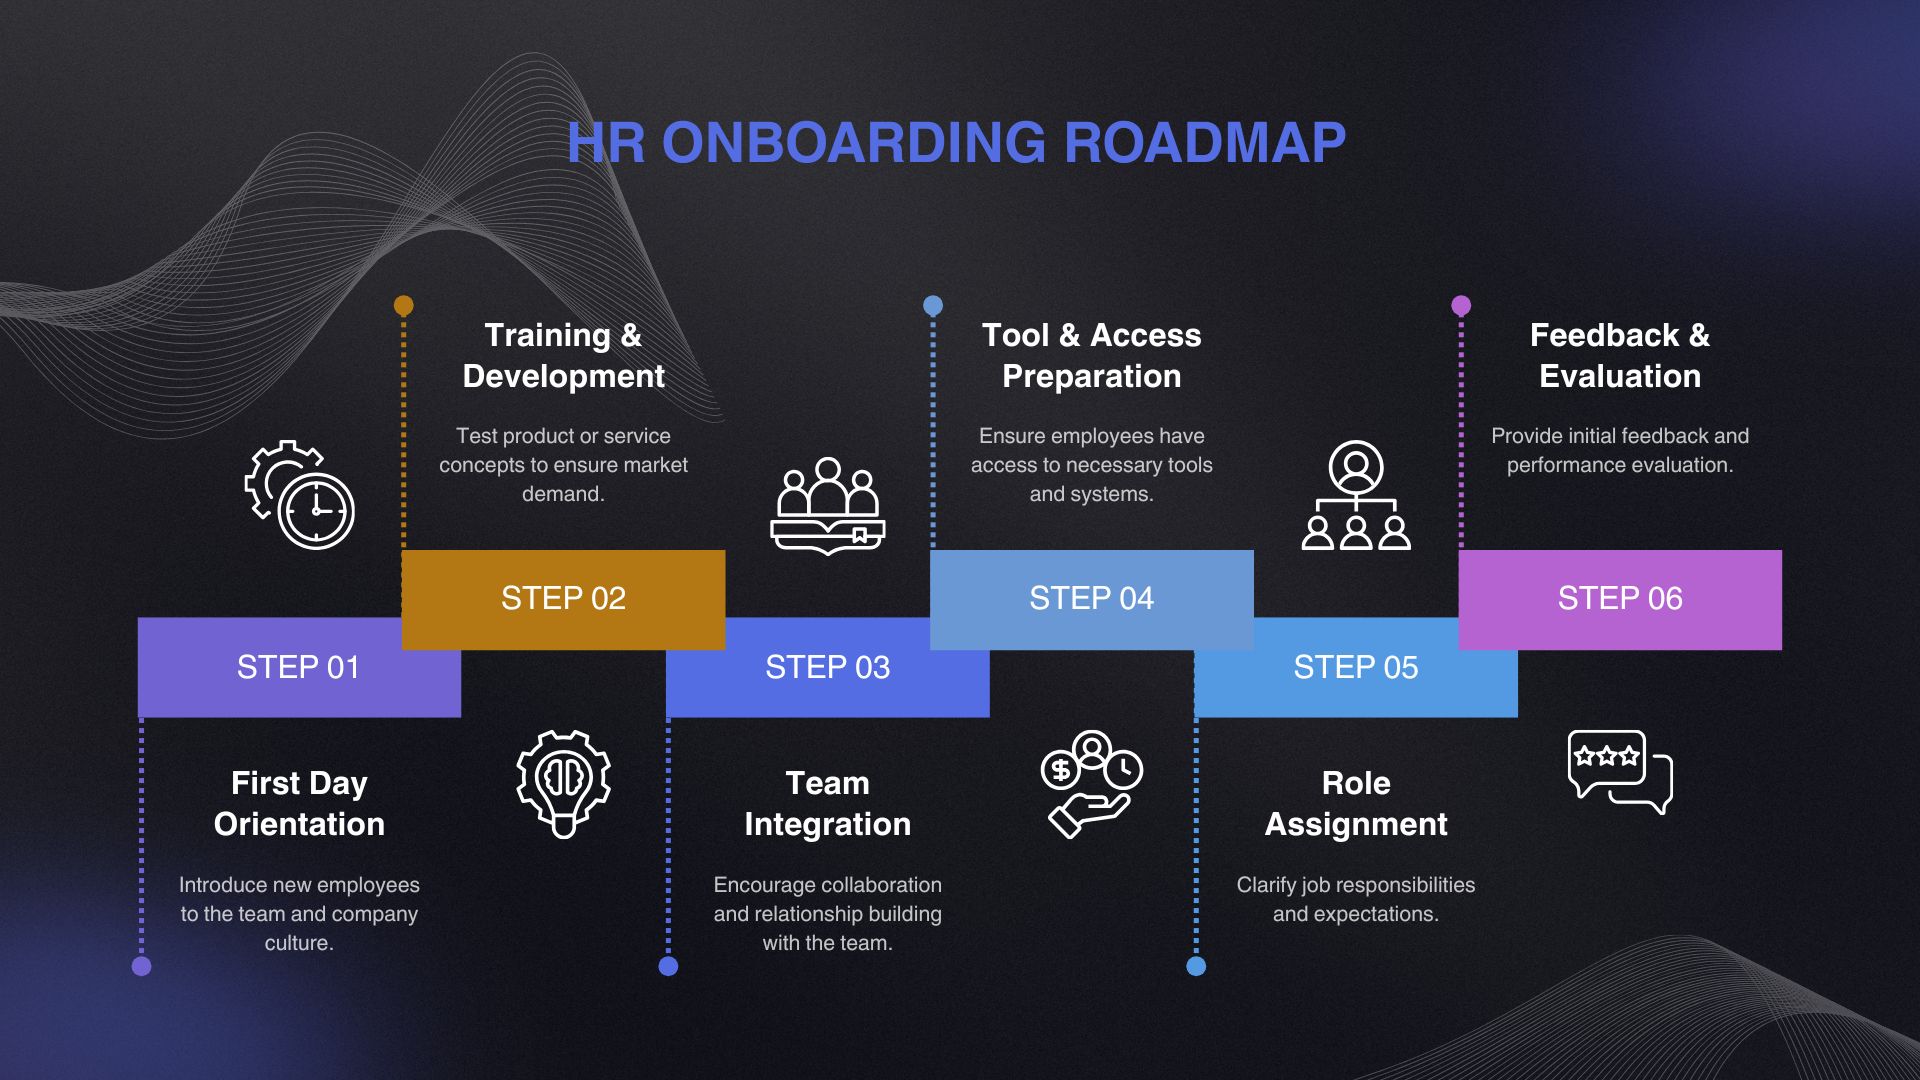 HR ONBOARDING ROADMAP
STEP 01
First Day
Orientation
Introduce new employees
to the team and company
culture.
Training &
Development
Test product or service
concepts to ensure market
demand.
STEP 02
STEP 03
Team
Integration
Encourage collaboration
and relationship building
with the team.
Tool & Access
Preparation
Ensure employees have
access to necessary tools
and systems.
STEP 04
STEP 05
Role
Assignment
Clarify job responsibilities
and expectations.
Feedback &
Evaluation
Provide initial feedback and
performance evaluation.
STEP 06